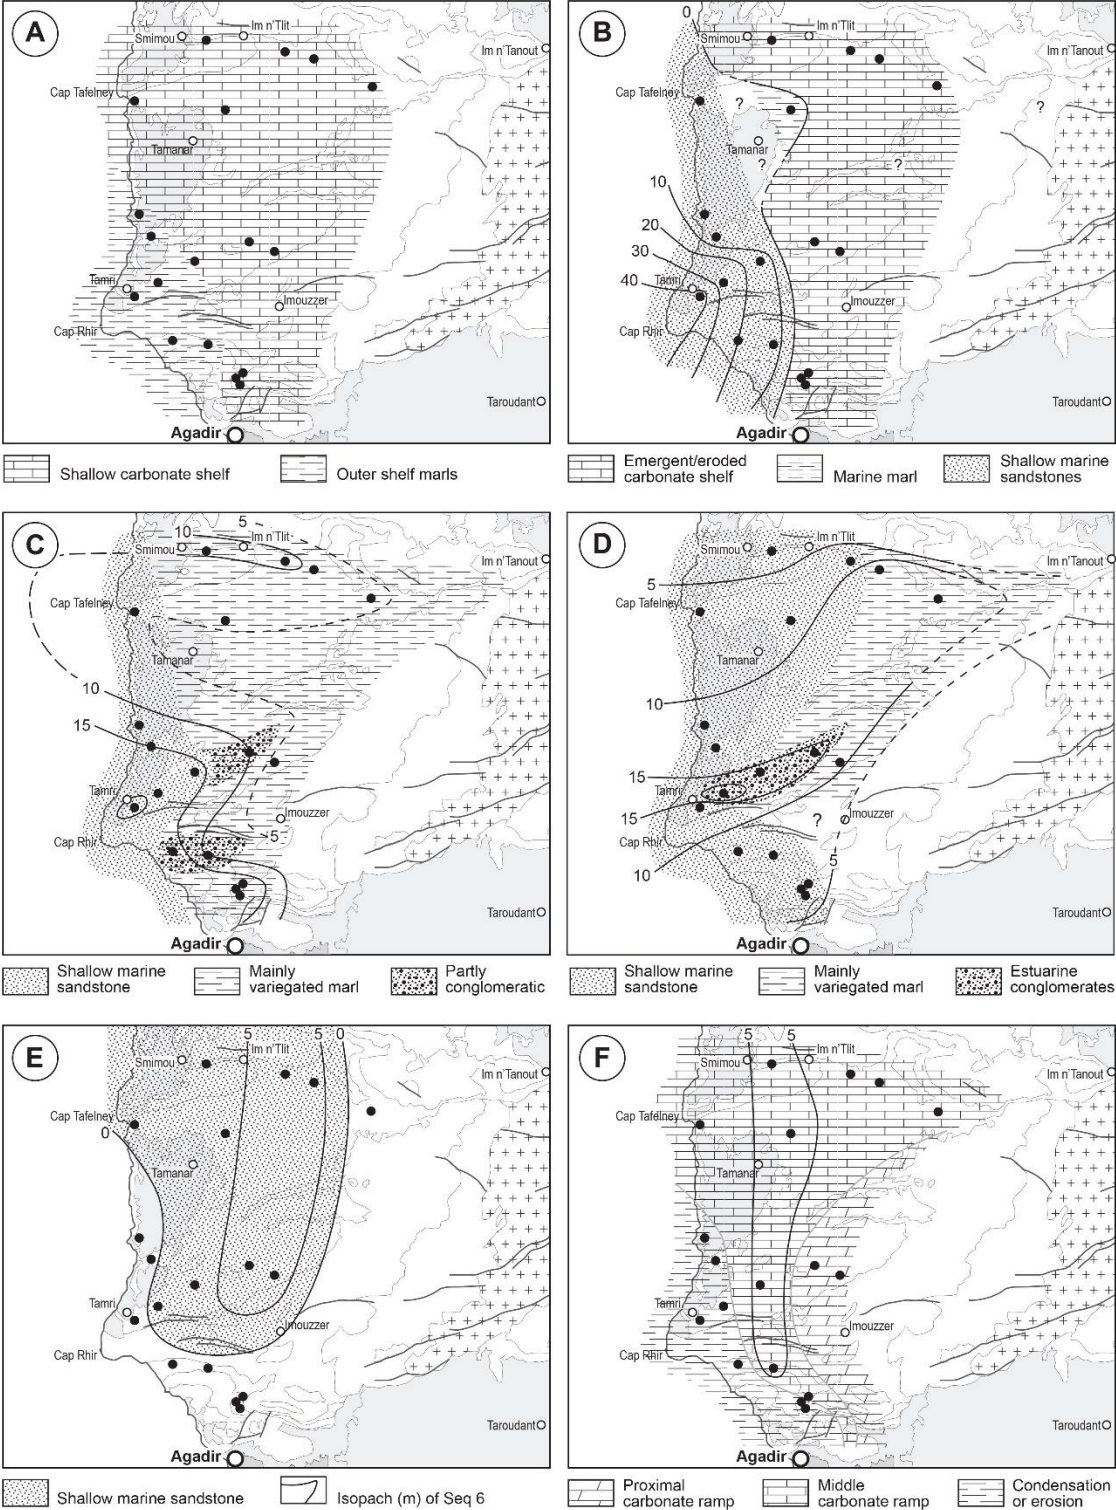 A
Smimou
Im n'Tlit
Im n'Tanout
Cap Tafelney
Tamanar
Tamri
Imouzzer
Cap Rhir
Taroudant
Agadir
Shallow carbonate shelf
Outer shelf marls
0
B
Smimou
Im n'Tlit
Im n'Tanout
Cap Tafelney
?
?
Tamanar
?
?
10
20
30
Tamri
40
Imouzzer
Cap Rhir
Taroudant
Agadir
Emergent/eroded
carbonate shelf
Marine marl
Shallow marine
sandstones
C
5
10
Im n'Tlit
Smimou
Im n'Tanout
Cap Tafelney
Tamanar
10
15
Tamri
Imouzzer
5
Cap Rhir
Taroudant
Agadir
Shallow marine
sandstone
Mainly
variegated marl
Partly
conglomeratic
D
Smimou
Im n'Tlit
Im n'Tanout
5
Cap Tafelney
Tamanar
10
15
Tamri
15
Imouzzer
?
Cap Rhir
5
10
Taroudant
Agadir
Shallow marine
sandstone
Mainly
variegated marl
Estuarine
conglomerates
E
5
5
0
Smimou
Im n'Tlit
Im n'Tanout
Cap Tafelney
0
Tamanar
Tamri
Imouzzer
Cap Rhir
Taroudant
Agadir
Shallow marine sandstone
Isopach (m) of Seq 6
F
5
5
Smimou
Im n'Tlit
Im n'Tanout
Cap Tafelney
Tamanar
Tamri
Imouzzer
Cap Rhir
Taroudant
Agadir
Proximal
carbonate ramp
Middle
carbonate ramp
Condensation
or erosion